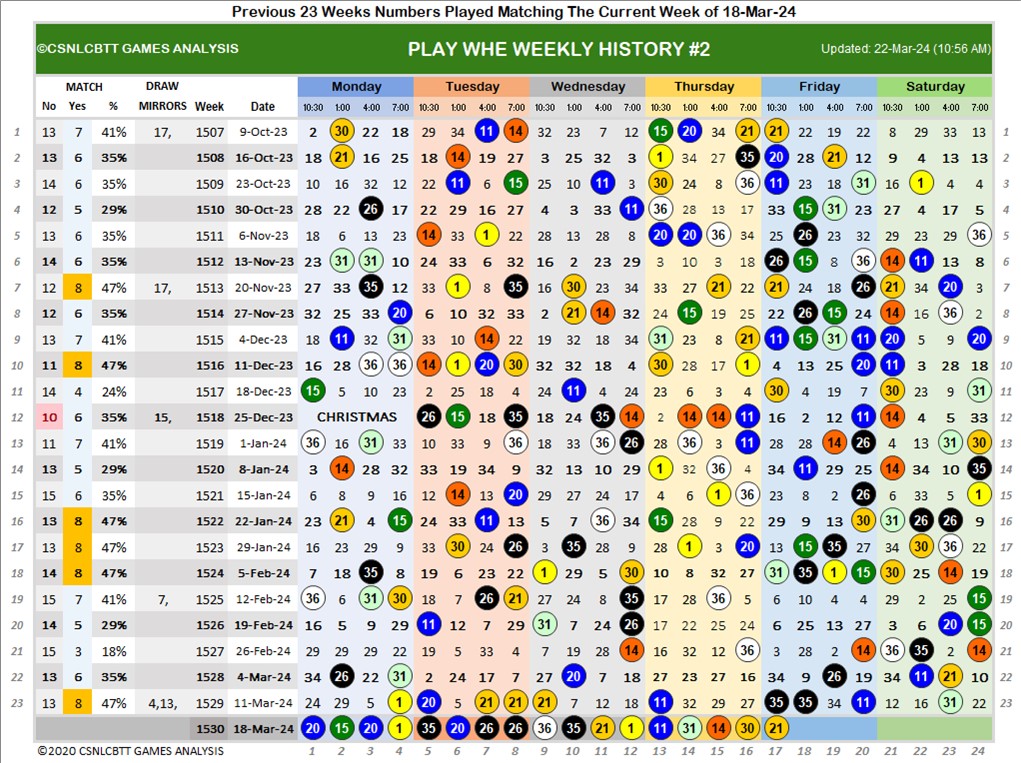 Previous 23 Weeks Numbers Played Matching The Current Week of 18-Mar-24
©CSNLCBTT GAMES ANALYSIS PLAY WHE WEEKLY HISTORY #2 Updated: 22-Mar-24 (10:56 AM)
MATCH DRAW Monday Tuesday Wednesday Thursday Friday Saturday
No Yes % MIRRORS Week Date 10:30 1:00 4:00 7:00 10:30 1:00 4:00 7:00 10:30 1:00 4:00 7:00 10:30 1:00 4:00 7:00 10:30 1:00 4:00 7:00 10:30 1:00 4:00 7:00
1 13 7 41% 17, 1507 9-Oct-23 2 30 22 18 29 34 11 14 32 23 7 12 15 20 34 21 21 22 19 22 8 29 33 13 1
2 13 6 35% 1508 16-Oct-23 18 21 16 25 18 14 19 27 3 25 32 3 1 34 27 35 20 28 21 12 9 4 13 13 2
3 14 6 35% 1509 23-Oct-23 10 16 32 12 22 11 6 15 25 10 11 3 30 24 8 36 11 23 18 31 16 1 4 4 3
4 12 5 29% 1510 30-Oct-23 28 22 26 17 22 29 16 27 4 3 33 11 36 28 13 17 33 15 31 23 27 4 17 5 4
5 13 6 35% 1511 6-Nov-23 18 6 13 23 14 33 1 22 12 13 28 8 20 20 36 34 25 26 23 32 29 23 29 36 5
6 14 6 35% 1512 13-Nov-23 23 31 31 10 24 33 6 32 16 2 23 29 3 10 3 18 26 15 8 36 14 11 13 8 6
7 12 8 47% 17, 1513 20-Nov-23 27 33 35 12 33 1 8 35 16 30 23 34 33 27 21 22 21 24 18 26 21 34 20 3 7
8 12 6 35% 1514 27-Nov-23 32 25 33 20 6 10 32 33 2 21 14 32 24 15 19 25 22 26 15 24 14 16 36 2 8
9 13 7 41% 1515 4-Dec-23 18 11 32 31 33 10 14 22 19 32 18 34 31 23 8 21 11 15 31 11 20 5 9 20 9
10 11 8 47% 1516 11-Dec-23 16 28 36 36 14 1 20 30 32 32 18 4 30 28 17 1 4 13 25 20 11 3 28 18 10
11 14 4 24% 1517 18-Dec-23 15 5 10 23 2 25 18 4 24 11 4 23 6 3 24 5 30 4 7 12 30 9 23 31 11
12 10 6 35% 15, 1518 25-Dec-23 CHRISTMAS 26 15 18 35 18 24 35 14 2 14 14 11 16 2 12 11 14 4 5 33 12
13 11 7 41% 1519 1-Jan-24 36 16 31 33 10 33 9 36 18 33 36 26 28 36 3 11 28 28 14 26 4 13 31 30 13
14 13 5 29% 1520 8-Jan-24 3 14 28 32 33 19 34 9 32 13 10 29 1 32 36 4 34 11 29 25 14 34 10 35 14
15 15 6 35% 1521 15-Jan-24 6 8 9 16 12 14 13 20 29 27 24 17 4 6 1 36 23 8 2 26 6 33 5 1 15
16 13 8 47% 1522 22-Jan-24 23 21 4 15 24 33 11 13 5 7 36 34 15 28 9 22 29 9 13 30 31 26 26 9 16
17 13 8 47% 1523 29-Jan-24 16 23 29 9 33 30 24 26 3 35 28 9 28 1 3 20 13 15 35 27 34 30 36 22 17
18 14 8 47% 1524 5-Feb-24 7 18 35 8 19 6 23 22 1 29 5 30 10 8 32 27 31 35 1 15 30 25 14 19 18
19 15 7 41% 7, 1525 12-Feb-24 36 6 31 30 18 7 26 21 27 24 8 35 17 28 36 5 6 10 4 4 29 2 25 15 19
20 14 5 29% 1526 19-Feb-24 16 5 9 29 11 12 7 29 31 7 24 26 17 22 25 24 6 25 13 27 3 6 20 15 20
21 15 3 18% 1527 26-Feb-24 29 29 29 22 19 5 33 4 7 19 28 14 16 32 12 36 3 28 2 14 36 35 2 14 21
22 13 6 35% 1528 4-Mar-24 34 26 22 31 2 24 17 7 27 20 7 18 27 23 27 16 34 9 26 19 34 11 21 10 22
23 13 8 47% 4,13, 1529 11-Mar-24 24 29 5 1 20 5 21 21 21 7 12 18 11 32 29 27 35 35 34 11 12 16 31 22 23
1530 18-Mar-24 20 15 20 1 35 20 26 26 36 35 21 1 11 31 14 30 21
©2020 CSNLCBTT GAMES ANALYSIS 1 2 3 4 5 6 7 8 9 10 11 12 13 14 15 16 17 18 19 20 21 22 23 24